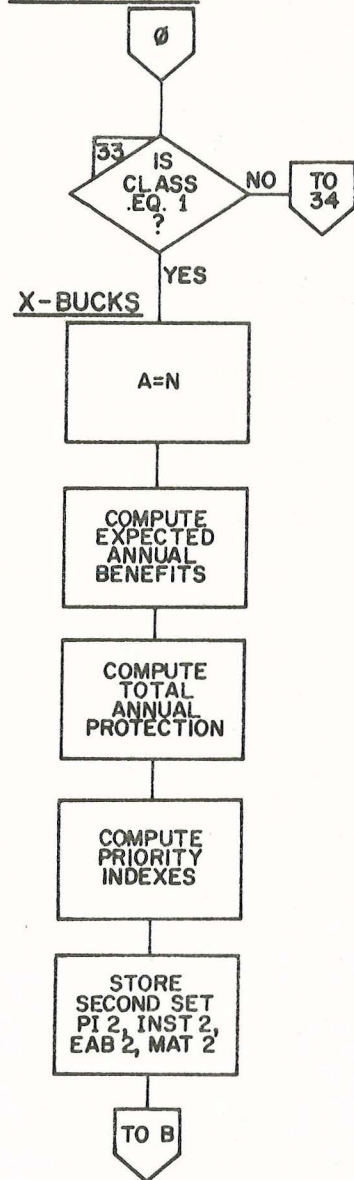 Ø
33
IS
CLASS
.EQ. 1
?
NO
TO
34
YES
X-BUCKS
A=N
COMPUTE
EXPECTED
ANNUAL
BENEFITS
COMPUTE
TOTAL
ANNUAL
PROTECTION
COMPUTE
PRIORITY
INDEXES
STORE
SECOND SET
PI 2, INST 2,
EAB 2, MAT 2
TO B